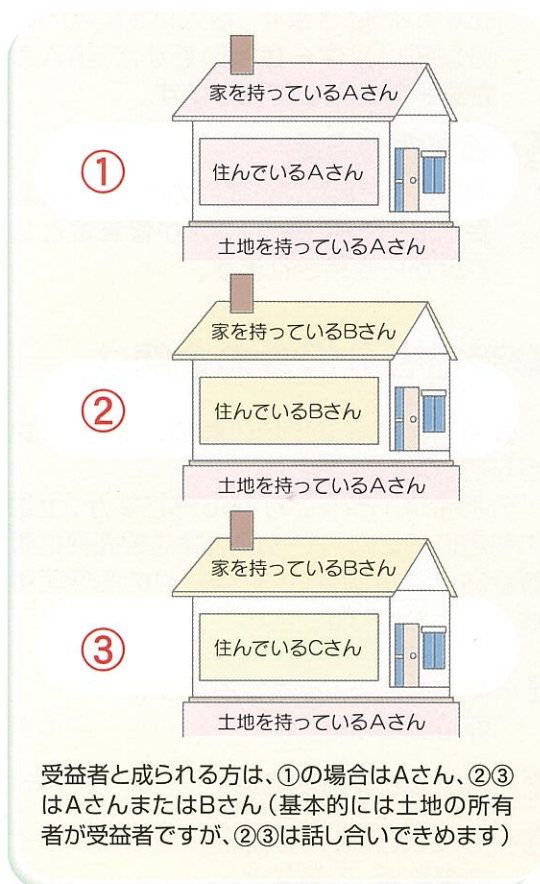 家を持っているAさん
①
住んでいるAさん
土地を持っているAさん
家を持っているBさん
②
住んでいるBさん
土地を持っているAさん
家を持っているBさん
③
住んでいるCさん
土地を持っているAさん
受益者と成られる方は、①の場合はAさん、②③
はAさんまたはBさん（基本的には土地の所有
者が受益者ですが、②③は話し合いできめます）